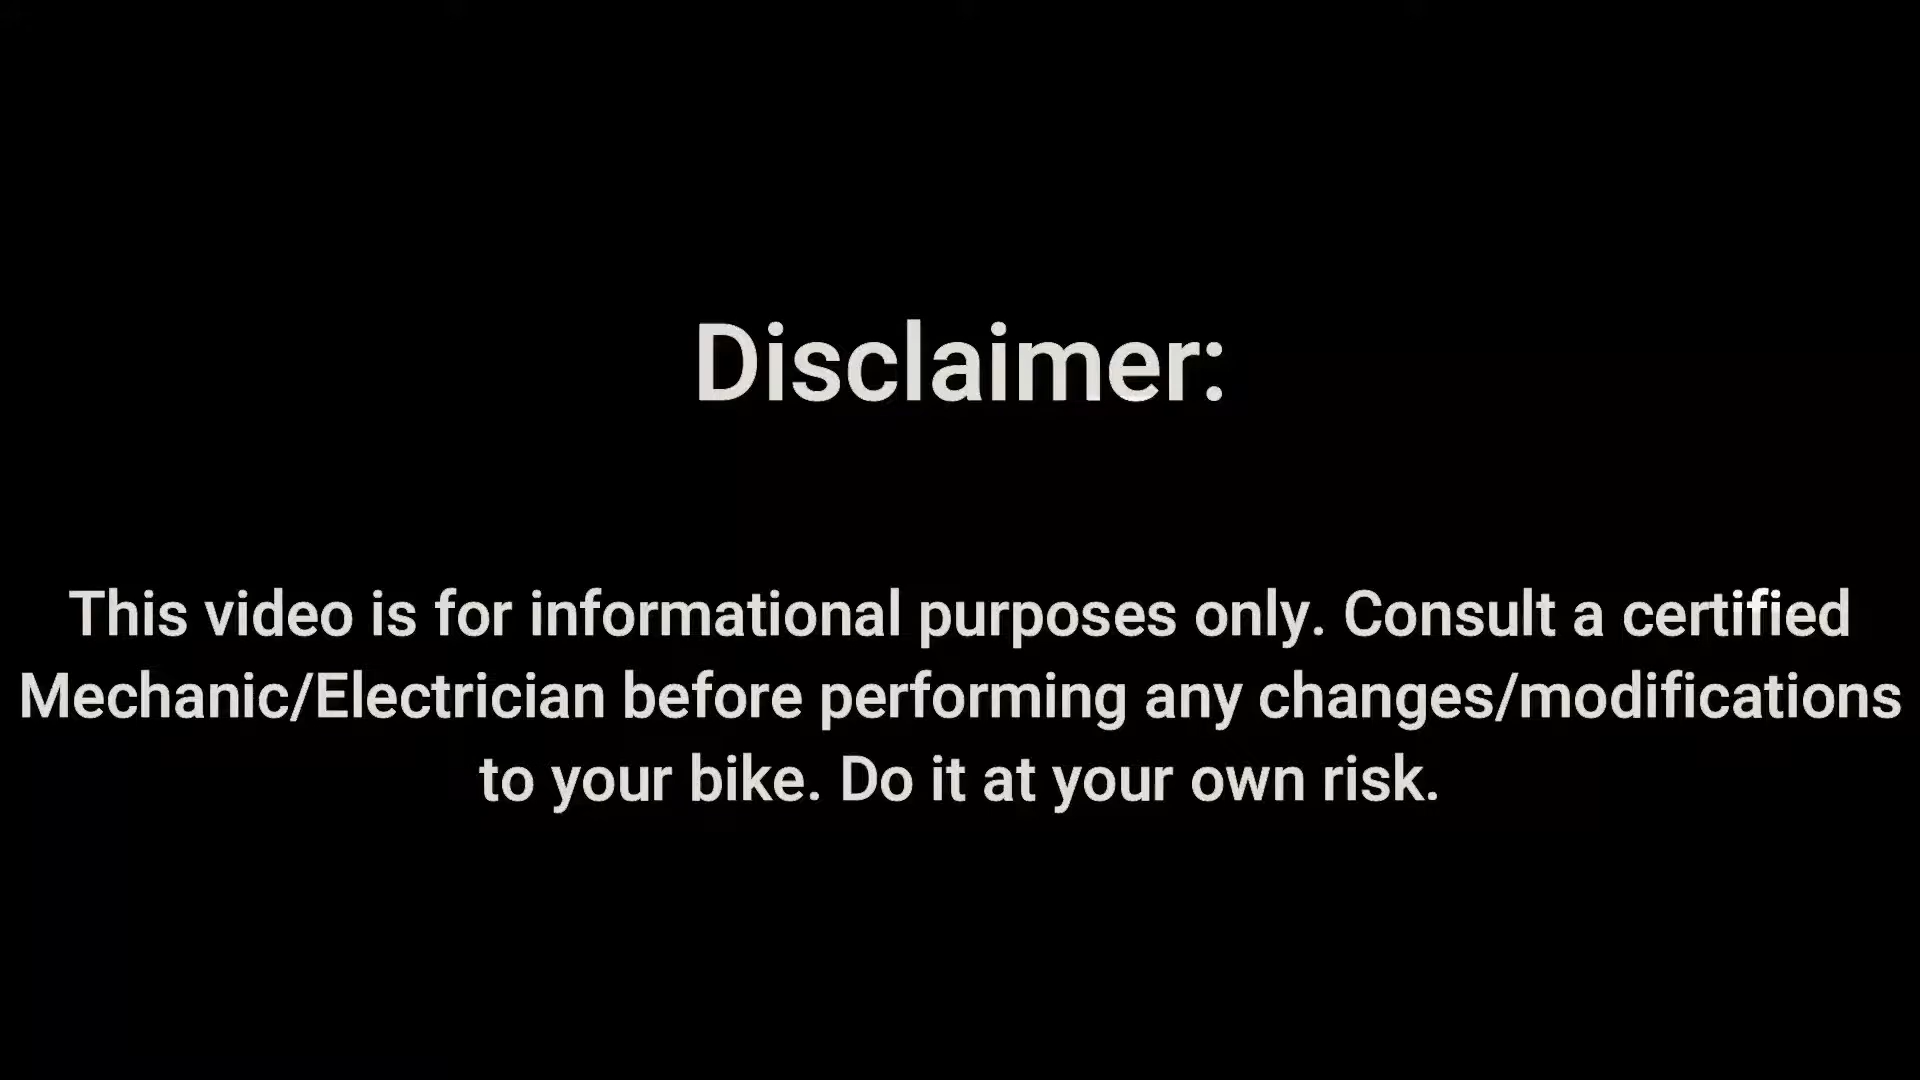 Disclaimer:
This video is for informational purposes only. Consult a certified
Mechanic/Electrician before performing any changes/modifications
to your bike. Do it at your own risk.